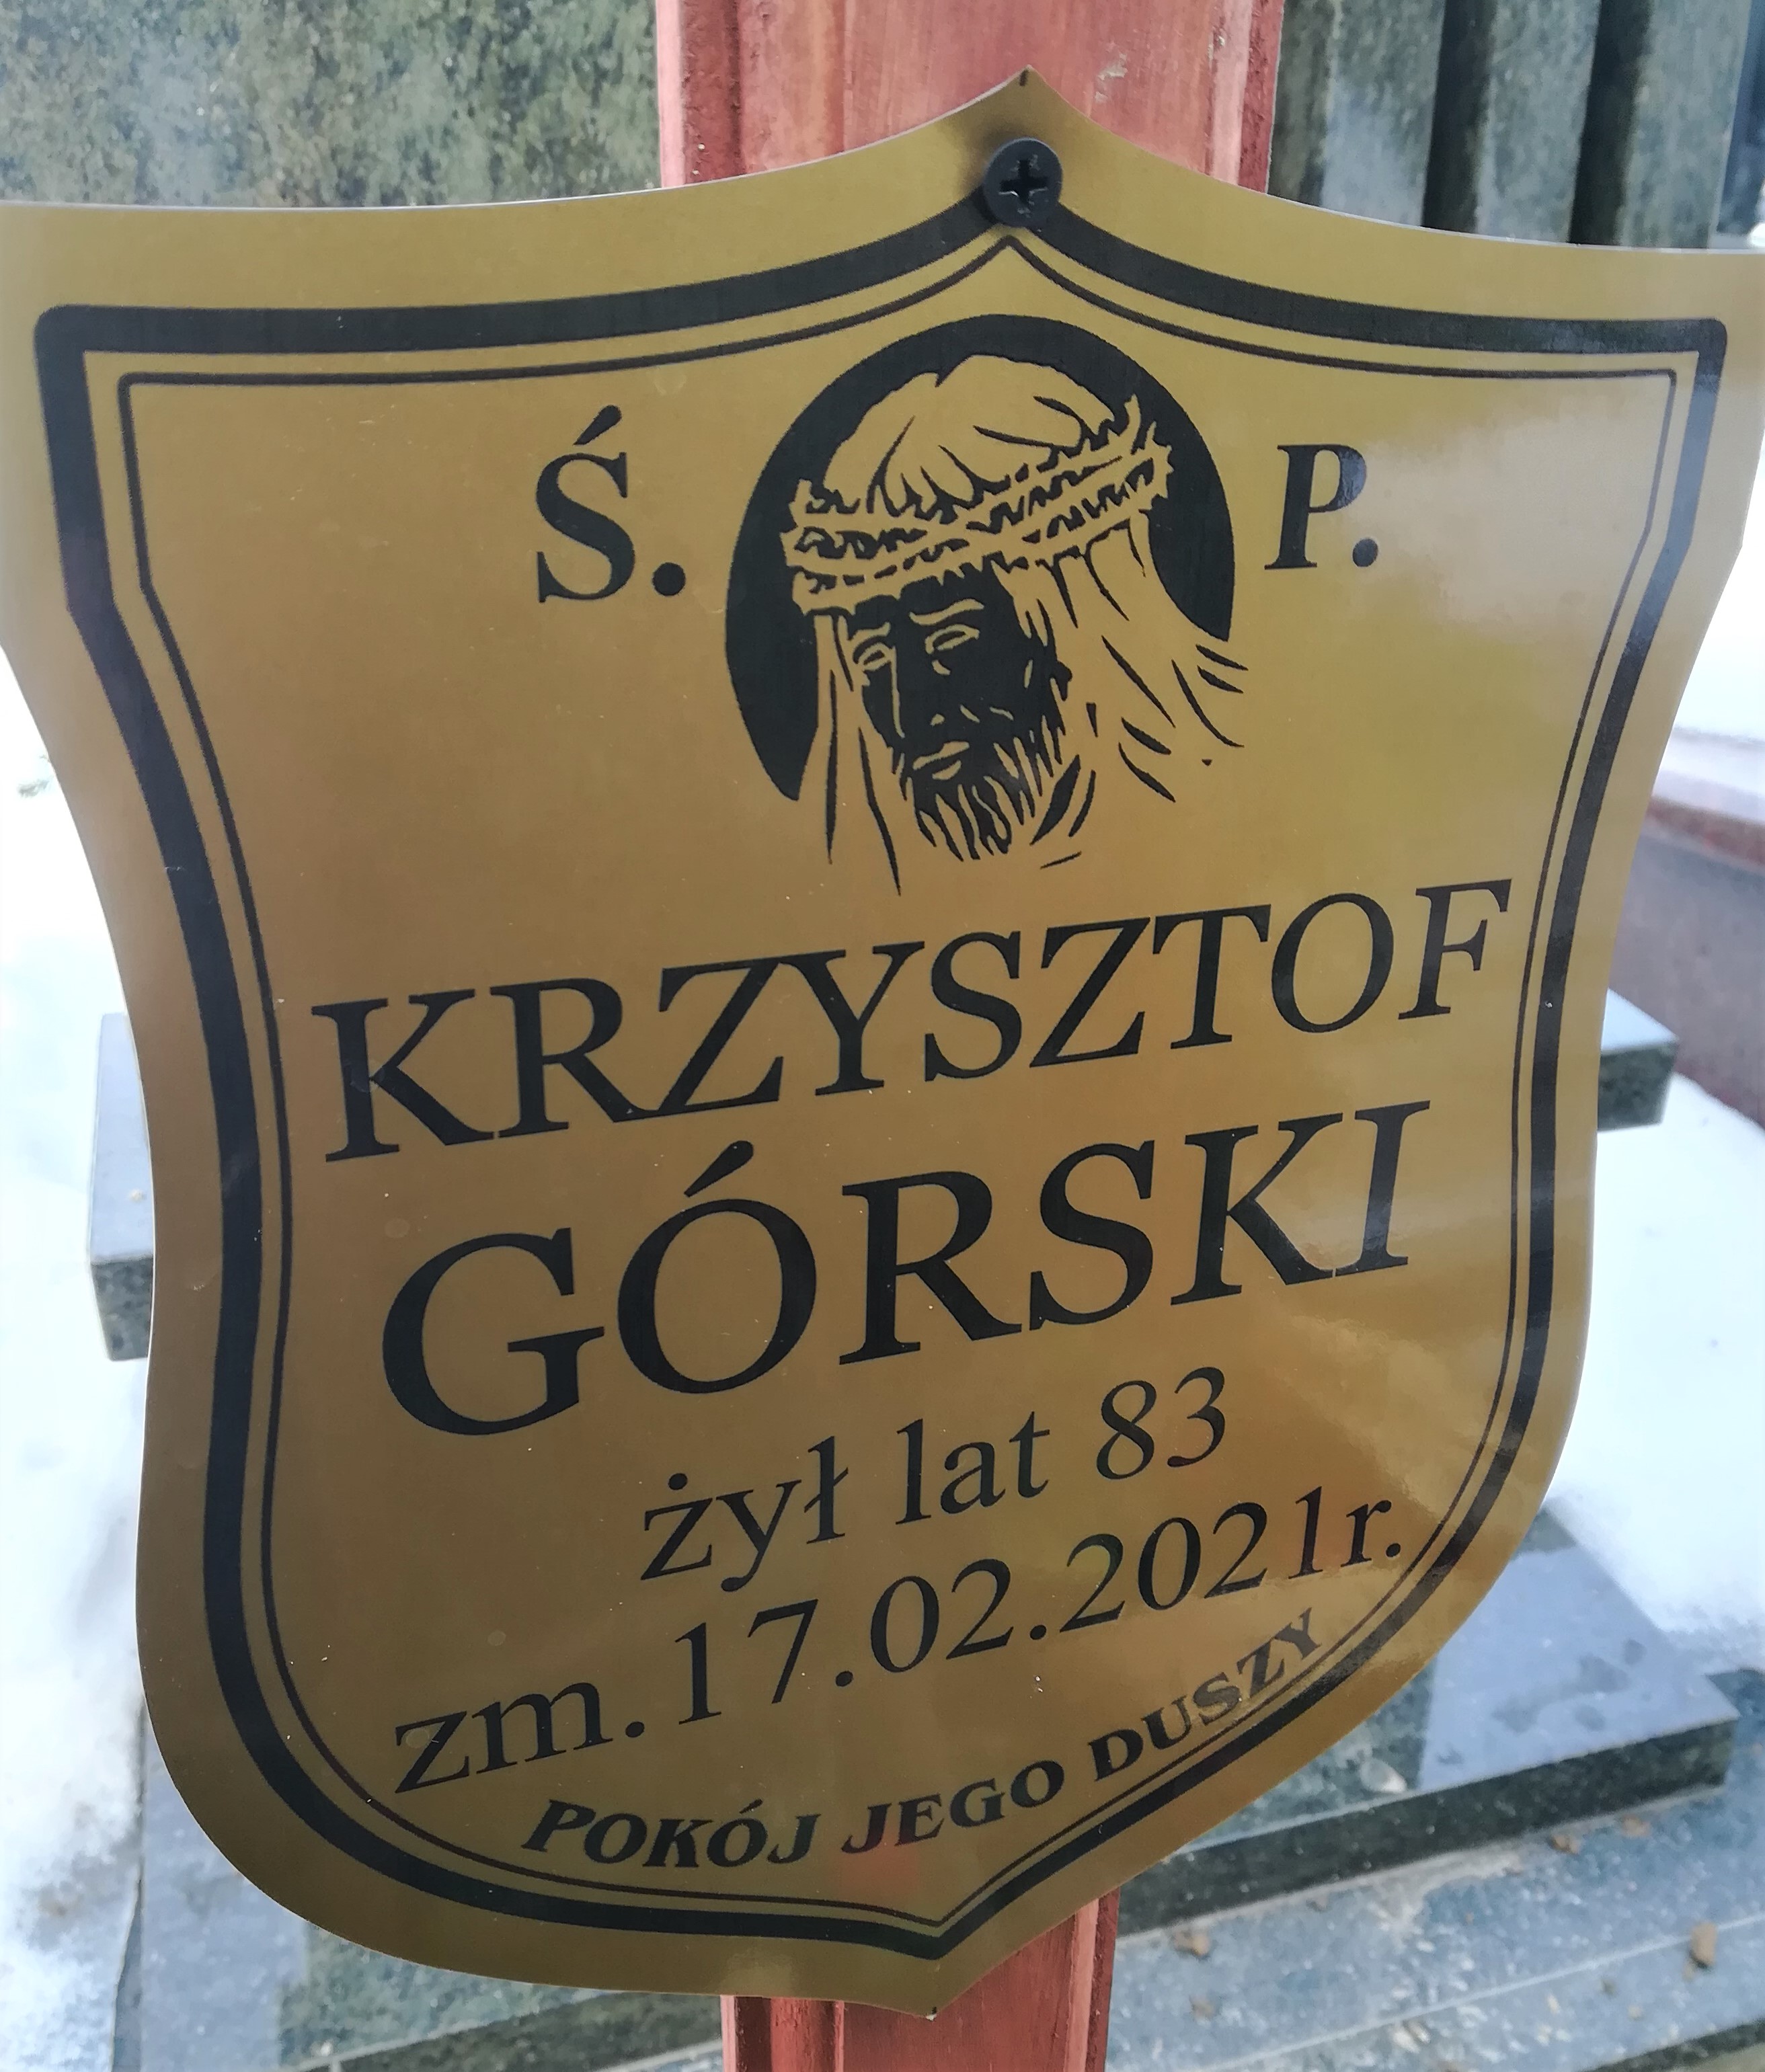 Ś. P.
KRZYSZTOF
GÓRSKI
żył lat 83
zm.17.02.2021r.
POKÓJ JEGO DUSZY